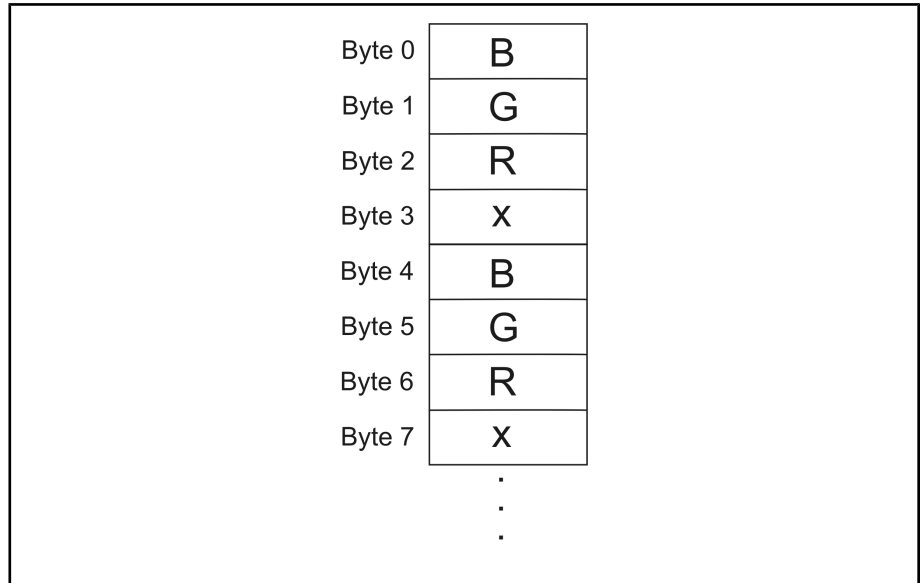 Byte 0 B
Byte 1 G
Byte 2 R
Byte 3 x
Byte 4 B
Byte 5 G
Byte 6 R
Byte 7 x
.
.
.